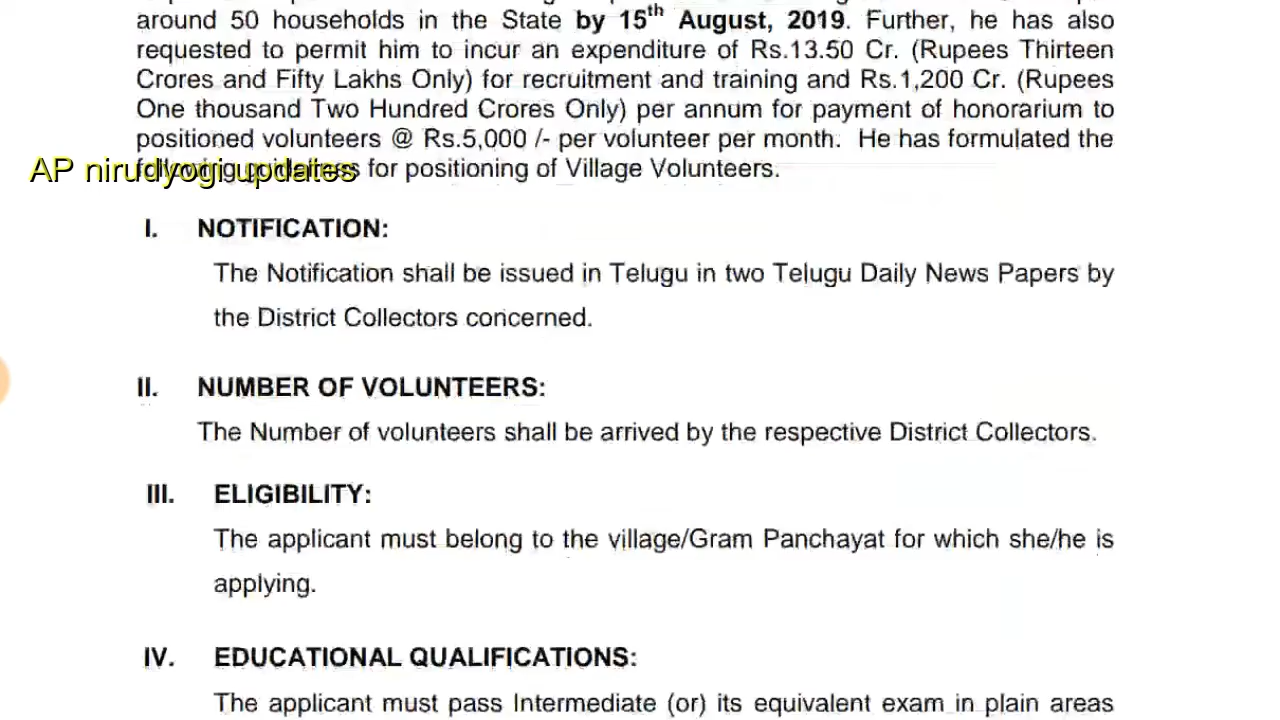 around 50 households in the State by 15th August, 2019. Further, he has also
requested to permit him to incur an expenditure of Rs.13.50 Cr. (Rupees Thirteen
Crores and Fifty Lakhs Only) for recruitment and training and Rs.1,200 Cr. (Rupees
One thousand Two Hundred Crores Only) per annum for payment of honorarium to
positioned volunteers @ Rs.5,000 /- per volunteer per month. He has formulated the
AP nirudyogi updates
for positioning of Village Volunteers.
I. NOTIFICATION:
The Notification shall be issued in Telugu in two Telugu Daily News Papers by
the District Collectors concerned.
II. NUMBER OF VOLUNTEERS:
The Number of volunteers shall be arrived by the respective District Collectors.
III. ELIGIBILITY:
The applicant must belong to the village/Gram Panchayat for which she/he is
applying.
IV. EDUCATIONAL QUALIFICATIONS:
The applicant must pass Intermediate (or) its equivalent exam in plain areas